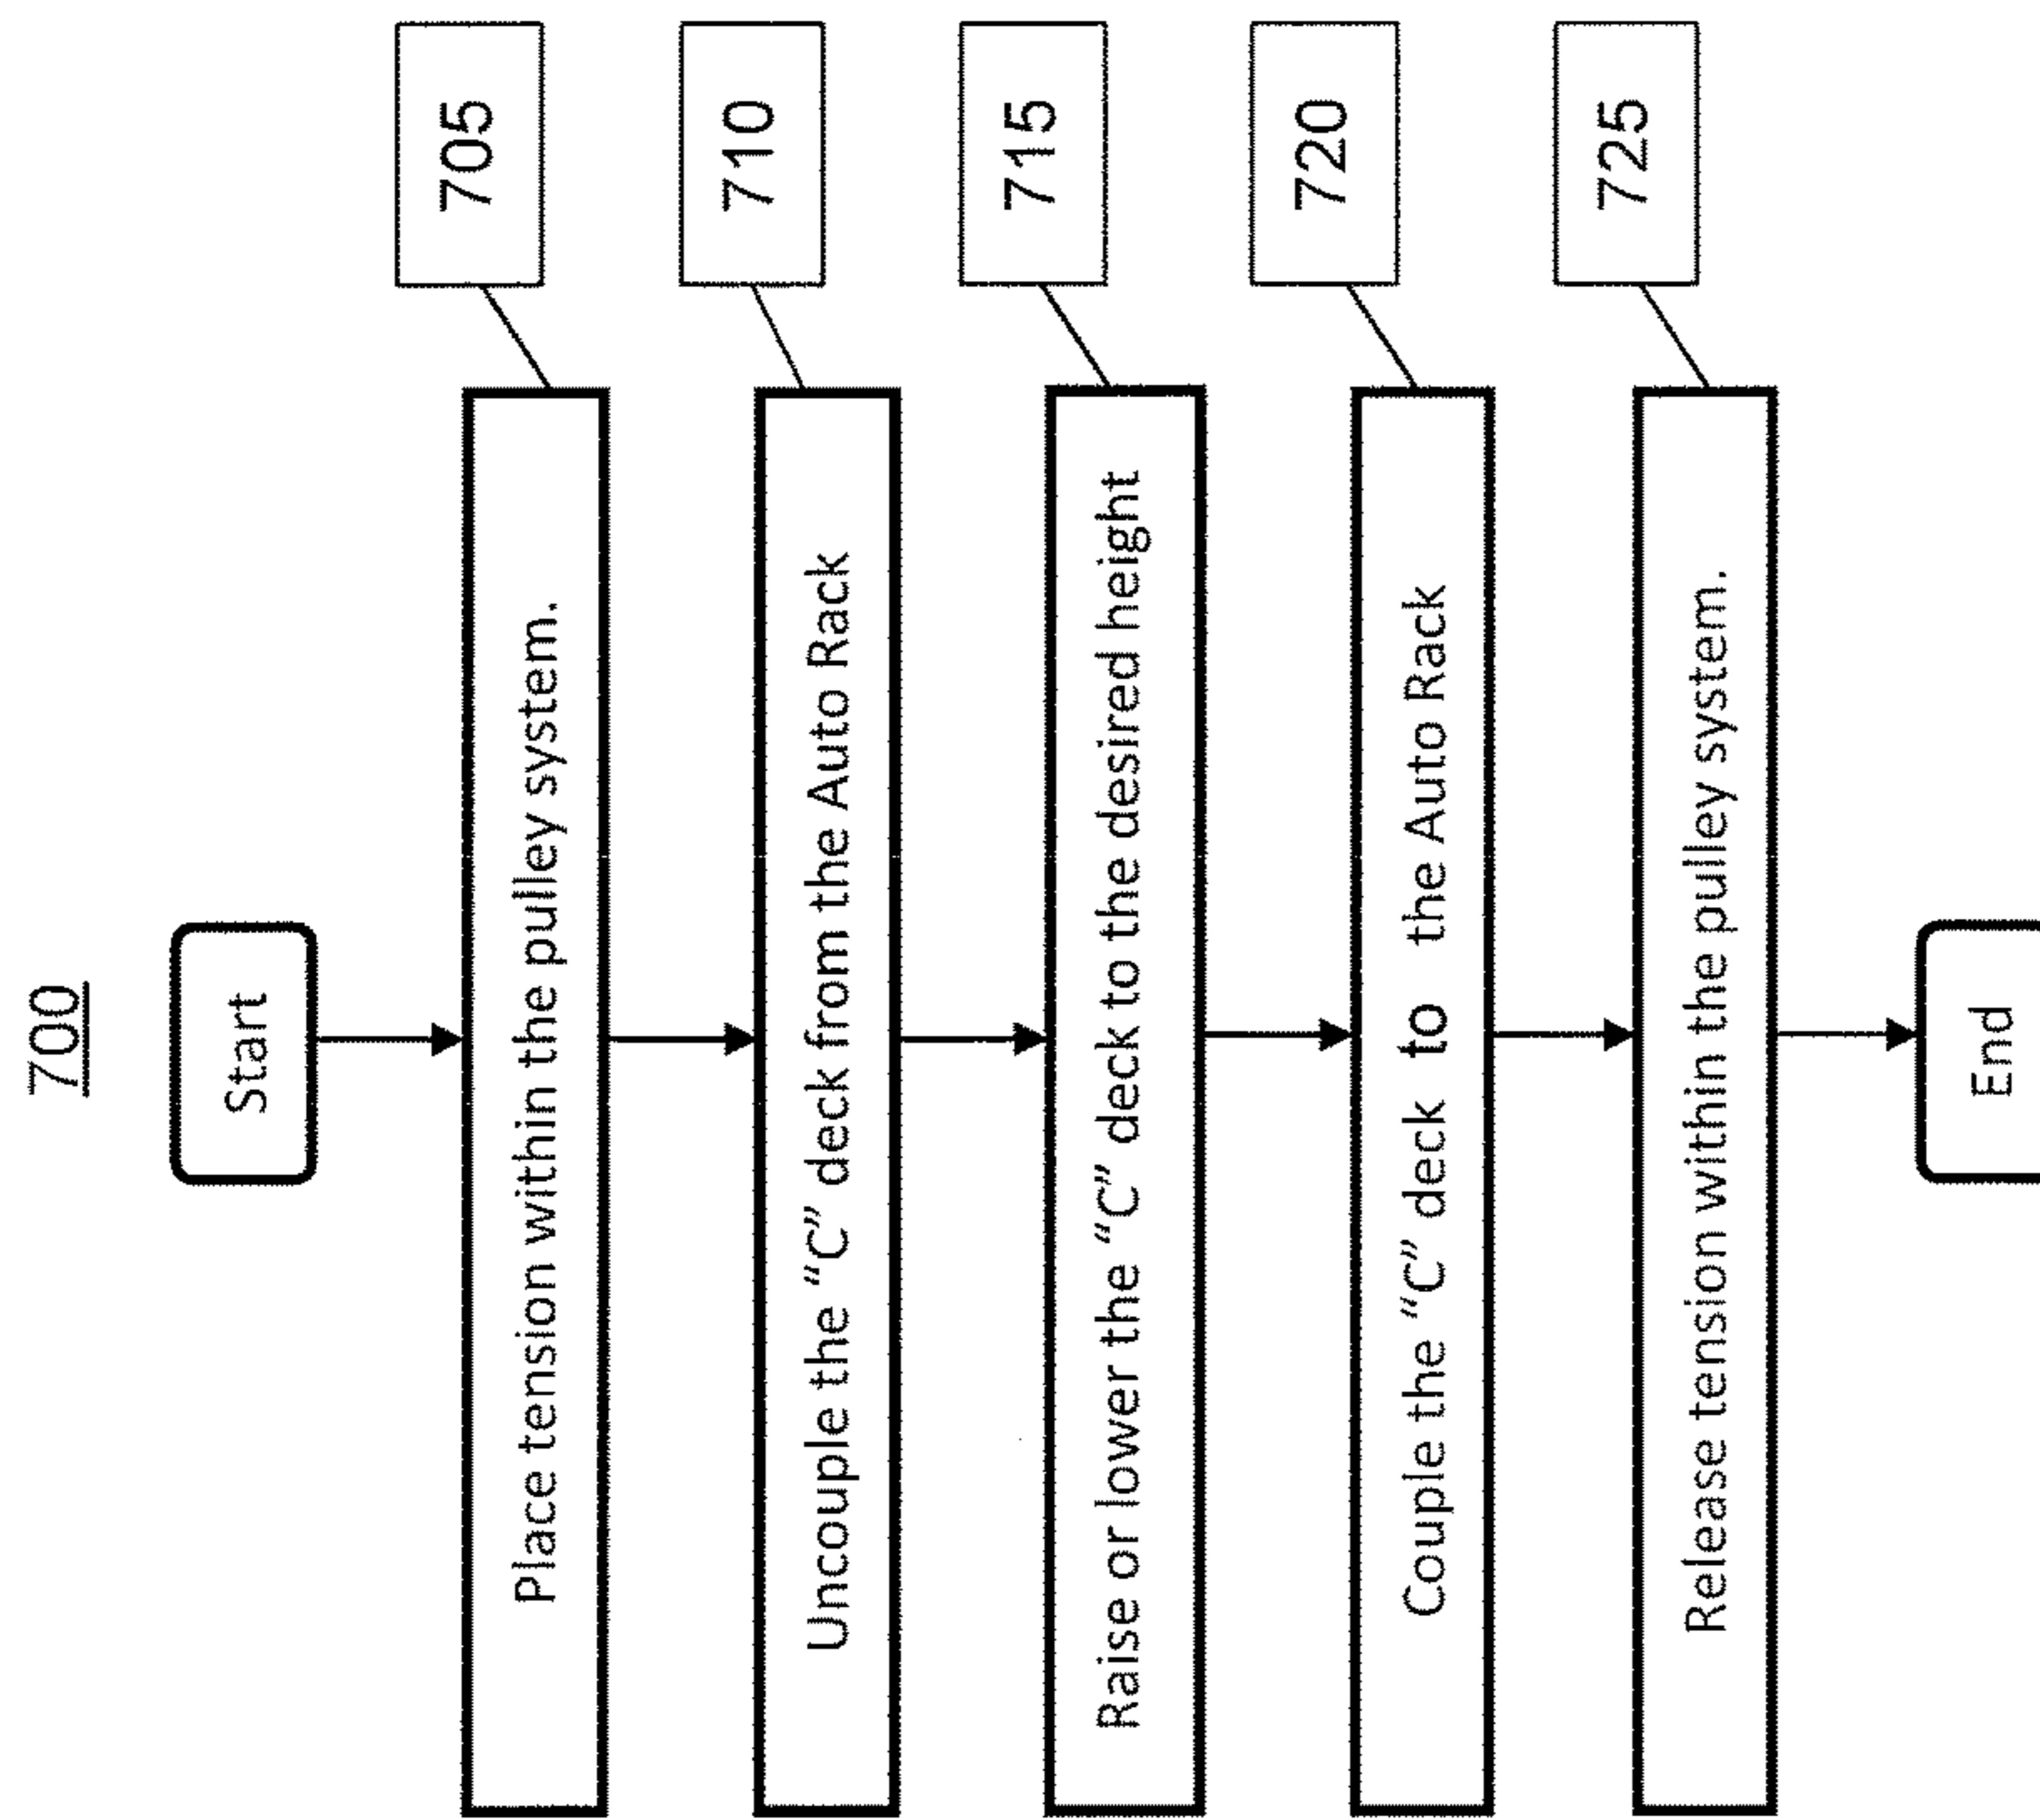 700
Start
Place tension within the pulley system.
705
Uncouple the “C” deck from the Auto Rack
710
Raise or lower the “C” deck to the desired height
715
Couple the “C” deck to the Auto Rack
720
Release tension within the pulley system.
725
End